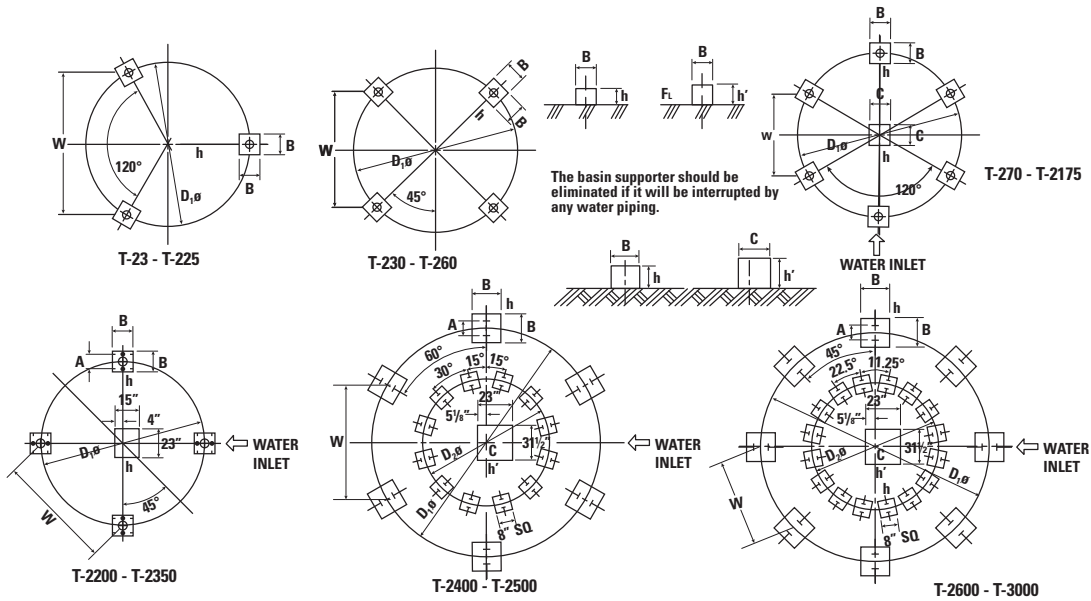 B
B
W
120°
h
D₁ø
B
B
T-23 - T-225
W
B
B
h
D₁ø
45°
T-230 - T-260
B
h
FL
B
h'
The basin supporter should be
eliminated if it will be interrupted by
any water piping.
B
B
h
C
C
W
D₁ø
h
120°
WATER INLET
T-270 - T-2175
B
h
C
h'
B
A
B
15"
4"
23"
D₁ø
h
45°
W
WATER
INLET
T-2200 - T-2350
B
h
A
B
60°
30°
15°
15°
23"
5⅛"
31½"
W
C
h'
D₂ø
D₁ø
8" SQ
WATER
INLET
T-2400 - T-2500
B
h
A
B
45°
22.5°
11.25°
23"
5⅛"
31½"
C
h'
h
D₂ø
D₁ø
W
8" SQ
WATER
INLET
T-2600 - T-3000